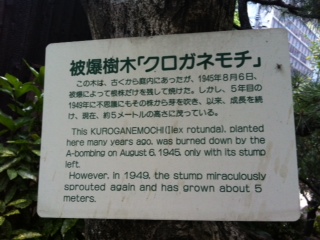 被爆樹木「クロガネモチ」
この木は、古くから庭内にあったが、1945年8月6日、
被爆によって根株だけを残して焼けた。しかし、5年目の
1949年に不思議にもその株から芽を吹き、以来、成長を続
け、現在、約5メートルの高さに茂っている。
This KUROGANEMOCHI(Ilex rotunda), planted
here many years ago, was burned down by the
A-bombing on August 6, 1945, only with its stump
left.
However, in 1949, the stump miraculously
sprouted again and has grown about 5
meters.